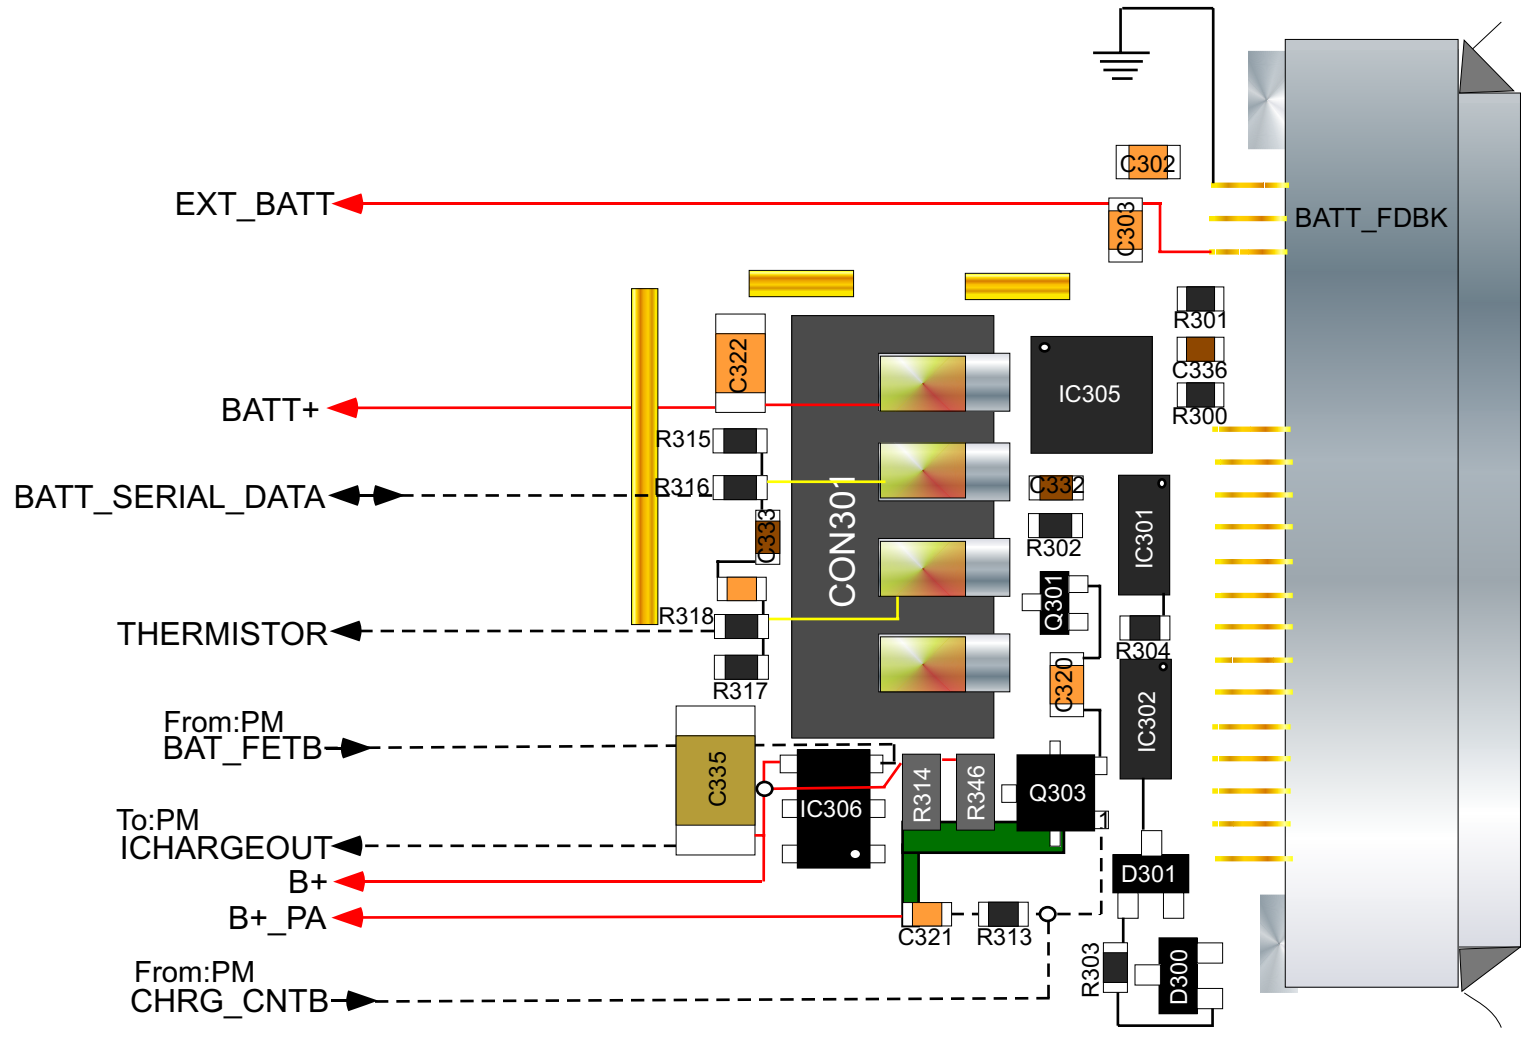 C302
EXT_BATT
C303
BATT_FDBK
R301
C322
C336
IC305
BATT+
R300
R315
R316
C332
BATT_SERIAL_DATA
C333
CON301
R302
IC301
Q301
R318
THERMISTOR
R304
R317
C320
IC302
From:PM
BAT_FETB
C335
R314
R346
Q303
IC306
To:PM
1
ICHARGEOUT
B+
D301
B+_PA
C321
R313
From:PM
R303
D300
CHRG_CNTB